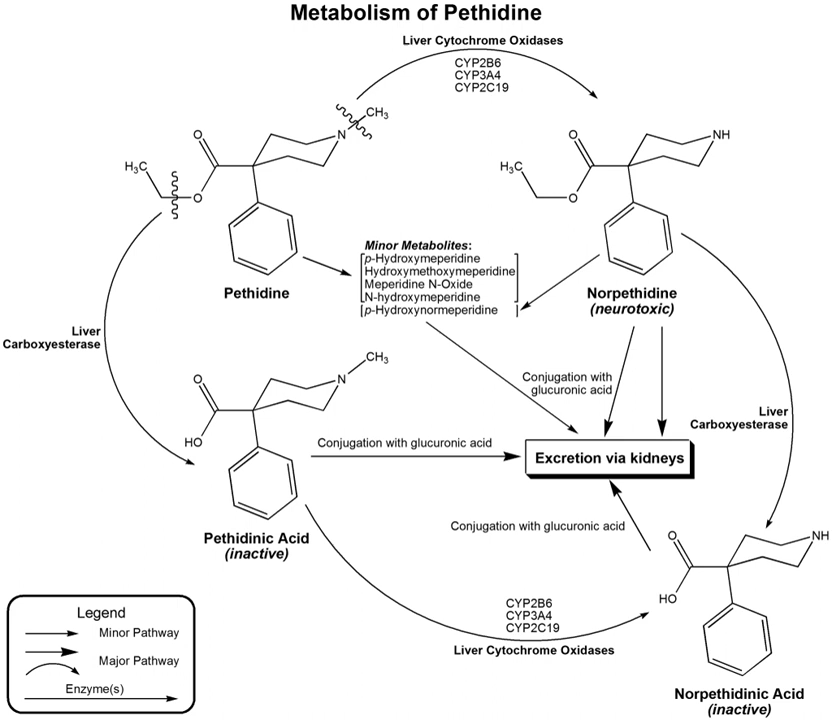 Metabolism of Pethidine
Liver Cytochrome Oxidases
CYP2B6
CYP3A4
CYP2C19
O
N
CH3
H3C
O
Pethidine
O
NH
H3C
O
Norpethidine
(neurotoxic)
Minor Metabolites:
p-Hydroxymeperidine
Hydroxymethoxymeperidine
Meperidine N-Oxide
N-hydroxymeperidine
p-Hydroxynormeperidine
Liver
Carboxyesterase
O
N
CH3
HO
Pethidinic Acid
(inactive)
Conjugation with glucuronic acid
Conjugation with
glucuronic acid
Excretion via kidneys
Liver
Carboxyesterase
Conjugation with glucuronic acid
O
NH
HO
Norpethidinic Acid
(inactive)
CYP2B6
CYP3A4
CYP2C19
Liver Cytochrome Oxidases
Legend
Minor Pathway
Major Pathway
Enzyme(s)